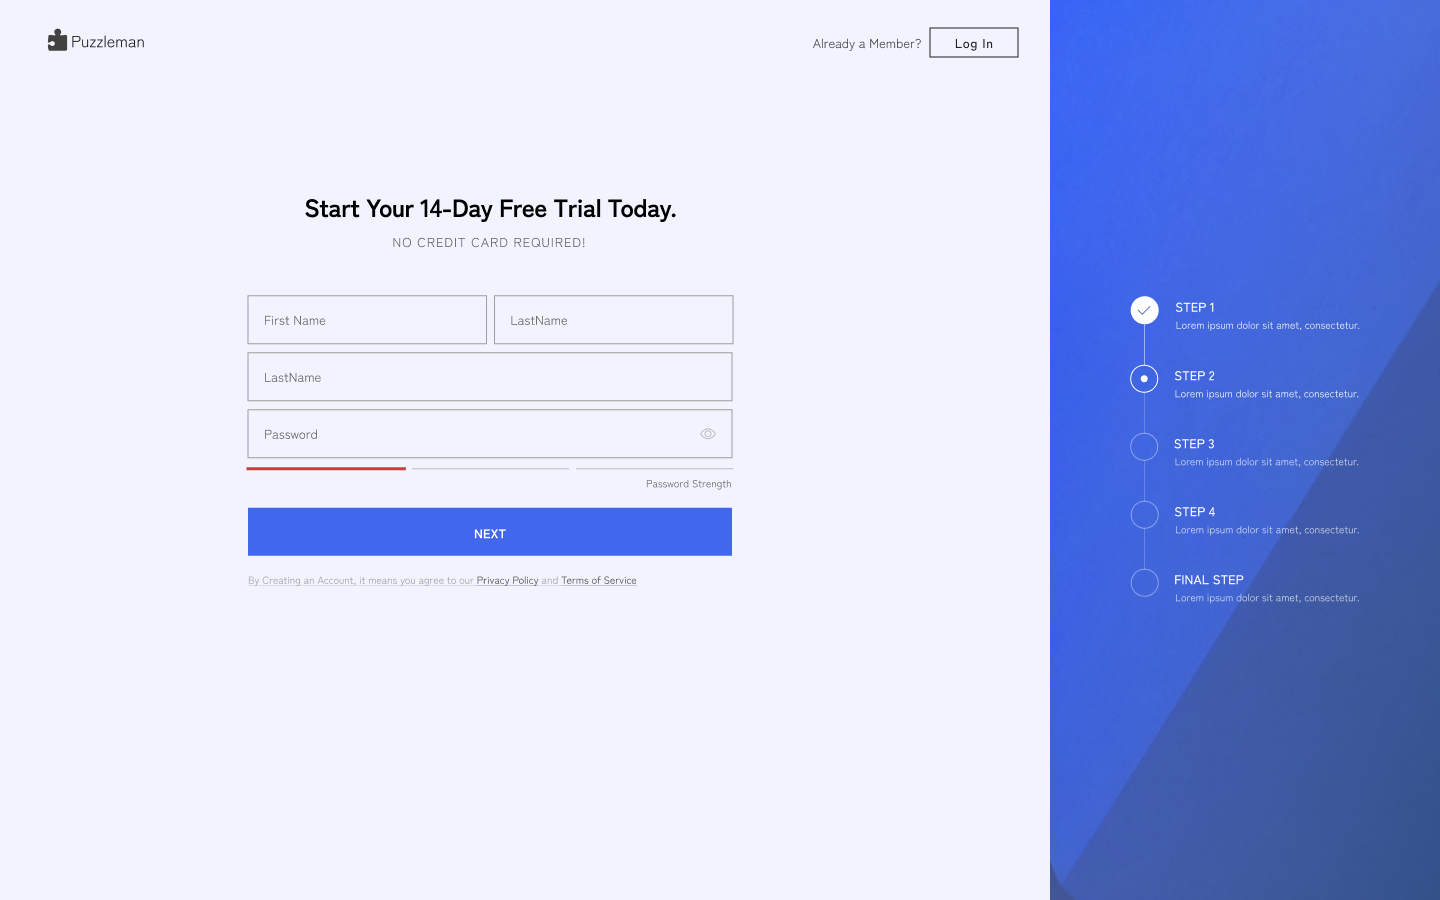 Puzzleman
Already a Member?
Log In
Start Your 14-Day Free Trial Today.
NO CREDIT CARD REQUIRED!
First Name
LastName
LastName
Password
Password Strength
NEXT
By Creating an Account, it means you agree to our Privacy Policy and Terms of Service
STEP 1
Lorem ipsum dolor sit amet, consectetur.
STEP 2
Lorem ipsum dolor sit amet, consectetur.
STEP 3
Lorem ipsum dolor sit amet, consectetur.
STEP 4
Lorem ipsum dolor sit amet, consectetur.
FINAL STEP
Lorem ipsum dolor sit amet, consectetur.